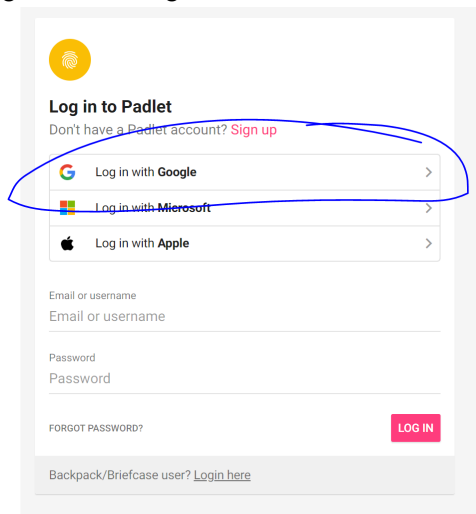 Log in to Padlet
Don't have a Padlet account? Sign up
Log in with Google
Log in with Microsoft
Log in with Apple
Email or username
Email or username
Password
Password
FORGOT PASSWORD?
LOG IN
Backpack/Briefcase user? Login here